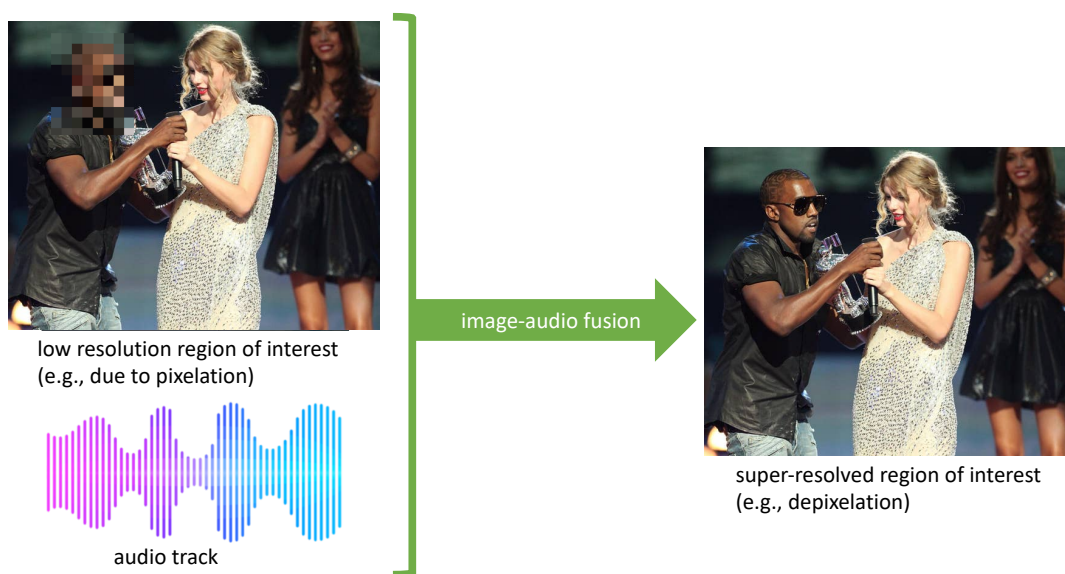 low resolution region of interest
(e.g., due to pixelation)
audio track
image-audio fusion
super-resolved region of interest
(e.g., depixelation)